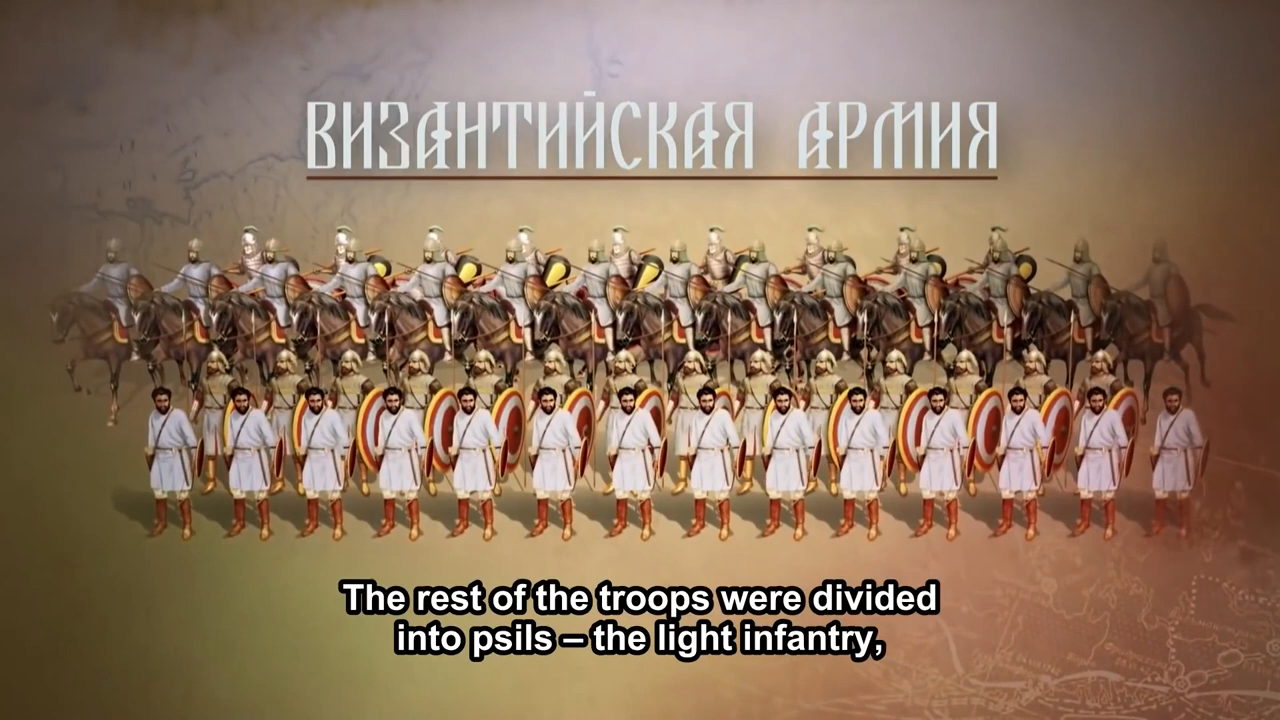 ВИЗАНТИЙСКАЯ АРМИЯ
The rest of the troops were divided
into psils – the light infantry,